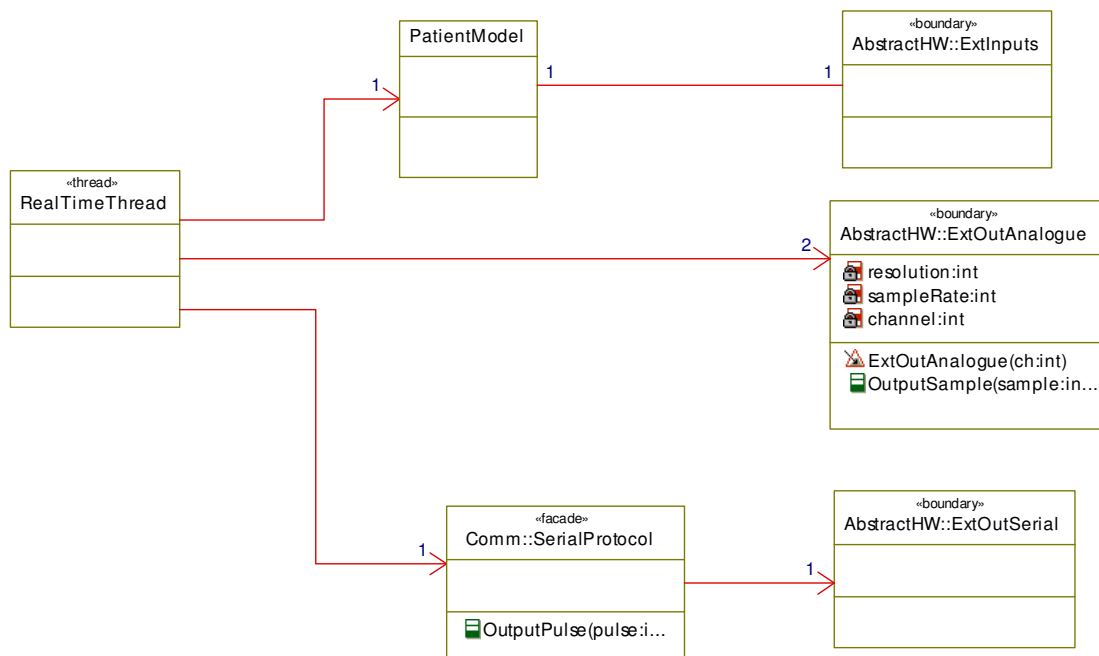 PatientModel
1
1
«boundary»
AbstractHW::ExtInputs
1
«thread»
RealTimeThread
2
«boundary»
AbstractHW::ExtOutAnalogue
resolution:int
sampleRate:int
channel:int
ExtOutAnalogue(ch:int)
OutputSample(sample:in...
1
«facade»
Comm::SerialProtocol
OutputPulse(pulse:i...
1
«boundary»
AbstractHW::ExtOutSerial